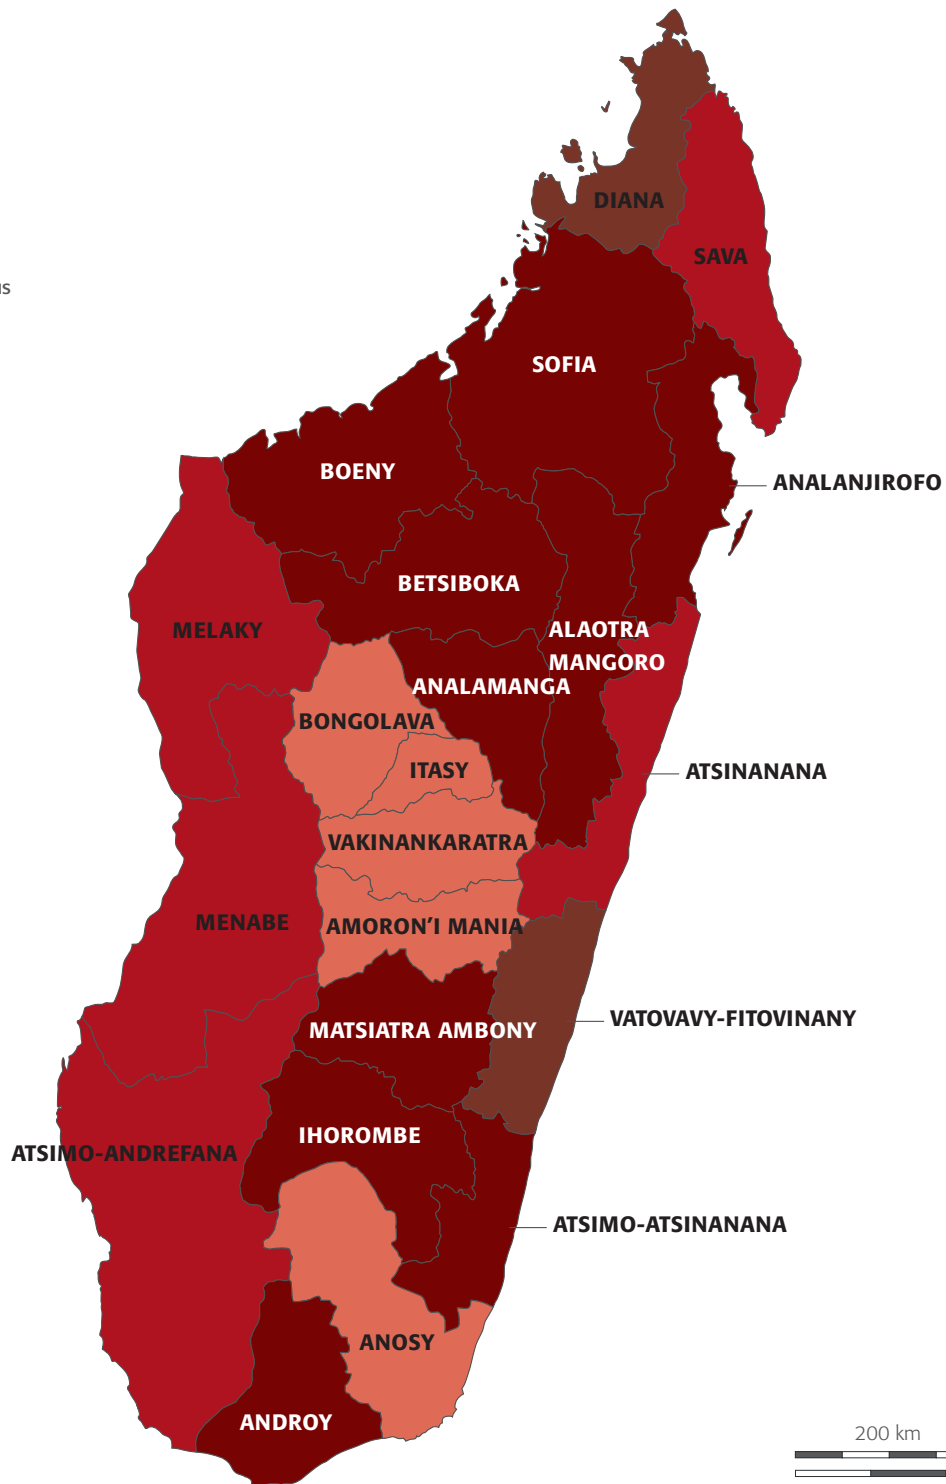 DIANA
SAVA
us
SOFIA
BOENY
ANALANJIROFO
BETSIBOKA
MELAKY
ALAOTRA
MANGORO
ANALAMANGA
BONGOLAVA
ITASY
ATSINANANA
VAKINANKARATRA
MENABE
AMORON'I MANIA
VATOVAVY-FITOVINANY
MATSIATRA AMBONY
IHOROMBE
ATSIMO-ANDREFANA
ATSIMO-ATSINANANA
ANOSY
ANDROY
200 km